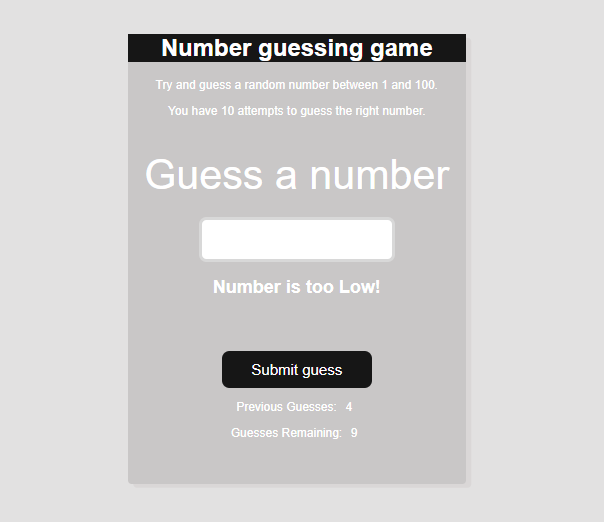 Number guessing game
Try and guess a random number between 1 and 100.
You have 10 attempts to guess the right number.
Guess a number
Number is too Low!
Submit guess
Previous Guesses: 4
Guesses Remaining: 9